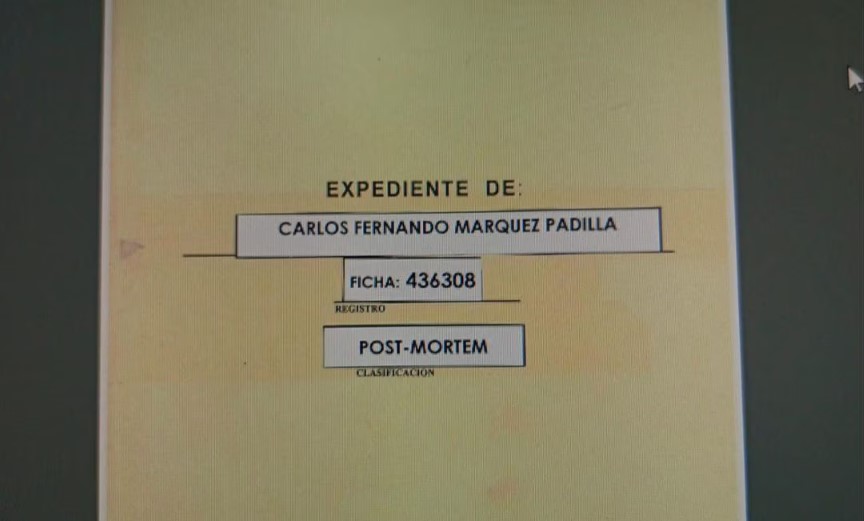 EXPEDIENTE DE:
CARLOS FERNANDO MARQUEZ PADILLA
FICHA: 436308
REGISTRO
POST-MORTEM
CLASIFICACION